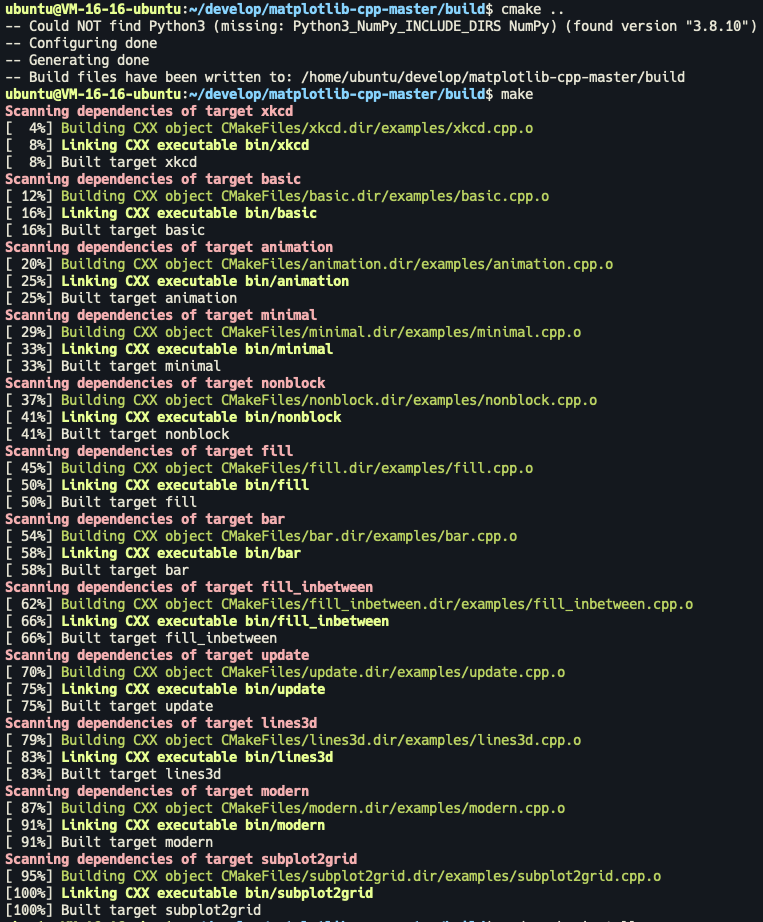 ubuntu@VM-16-16-ubuntu:~/develop/matplotlib-cpp-master/build$ cmake ..
-- Could NOT find Python3 (missing: Python3_NumPy_INCLUDE_DIRS NumPy) (found version "3.8.10")
-- Configuring done
-- Generating done
-- Build files have been written to: /home/ubuntu/develop/matplotlib-cpp-master/build
ubuntu@VM-16-16-ubuntu:~/develop/matplotlib-cpp-master/build$ make
Scanning dependencies of target xkcd
[  4%] Building CXX object CMakeFiles/xkcd.dir/examples/xkcd.cpp.o
[  8%] Linking CXX executable bin/xkcd
[  8%] Built target xkcd
Scanning dependencies of target basic
[ 12%] Building CXX object CMakeFiles/basic.dir/examples/basic.cpp.o
[ 16%] Linking CXX executable bin/basic
[ 16%] Built target basic
Scanning dependencies of target animation
[ 20%] Building CXX object CMakeFiles/animation.dir/examples/animation.cpp.o
[ 25%] Linking CXX executable bin/animation
[ 25%] Built target animation
Scanning dependencies of target minimal
[ 29%] Building CXX object CMakeFiles/minimal.dir/examples/minimal.cpp.o
[ 33%] Linking CXX executable bin/minimal
[ 33%] Built target minimal
Scanning dependencies of target nonblock
[ 37%] Building CXX object CMakeFiles/nonblock.dir/examples/nonblock.cpp.o
[ 41%] Linking CXX executable bin/nonblock
[ 41%] Built target nonblock
Scanning dependencies of target fill
[ 45%] Building CXX object CMakeFiles/fill.dir/examples/fill.cpp.o
[ 50%] Linking CXX executable bin/fill
[ 50%] Built target fill
Scanning dependencies of target bar
[ 54%] Building CXX object CMakeFiles/bar.dir/examples/bar.cpp.o
[ 58%] Linking CXX executable bin/bar
[ 58%] Built target bar
Scanning dependencies of target fill_inbetween
[ 62%] Building CXX object CMakeFiles/fill_inbetween.dir/examples/fill_inbetween.cpp.o
[ 66%] Linking CXX executable bin/fill_inbetween
[ 66%] Built target fill_inbetween
Scanning dependencies of target update
[ 70%] Building CXX object CMakeFiles/update.dir/examples/update.cpp.o
[ 75%] Linking CXX executable bin/update
[ 75%] Built target update
Scanning dependencies of target lines3d
[ 79%] Building CXX object CMakeFiles/lines3d.dir/examples/lines3d.cpp.o
[ 83%] Linking CXX executable bin/lines3d
[ 83%] Built target lines3d
Scanning dependencies of target modern
[ 87%] Building CXX object CMakeFiles/modern.dir/examples/modern.cpp.o
[ 91%] Linking CXX executable bin/modern
[ 91%] Built target modern
Scanning dependencies of target subplot2grid
[ 95%] Building CXX object CMakeFiles/subplot2grid.dir/examples/subplot2grid.cpp.o
[100%] Linking CXX executable bin/subplot2grid
[100%] Built target subplot2grid